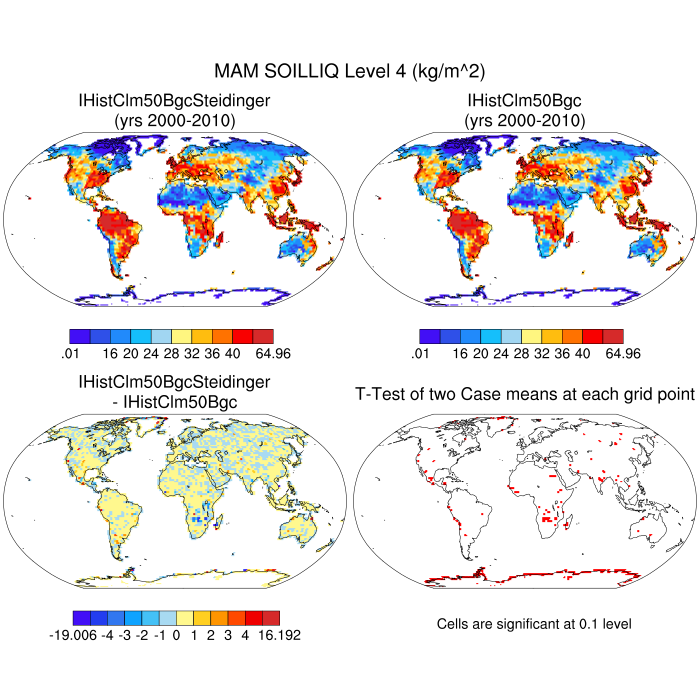 MAM SOILLIQ Level 4 (kg/m^2)
IHistClm50BgcSteidinger
(yrs 2000-2010)
IHistClm50Bgc
(yrs 2000-2010)
.01 16 20 24 28 32 36 40 64.96
.01 16 20 24 28 32 36 40 64.96
IHistClm50BgcSteidinger
- IHistClm50Bgc
T-Test of two Case means at each grid point
-19.006 -4 -3 -2 -1 0 1 2 3 4 16.192
Cells are significant at 0.1 level